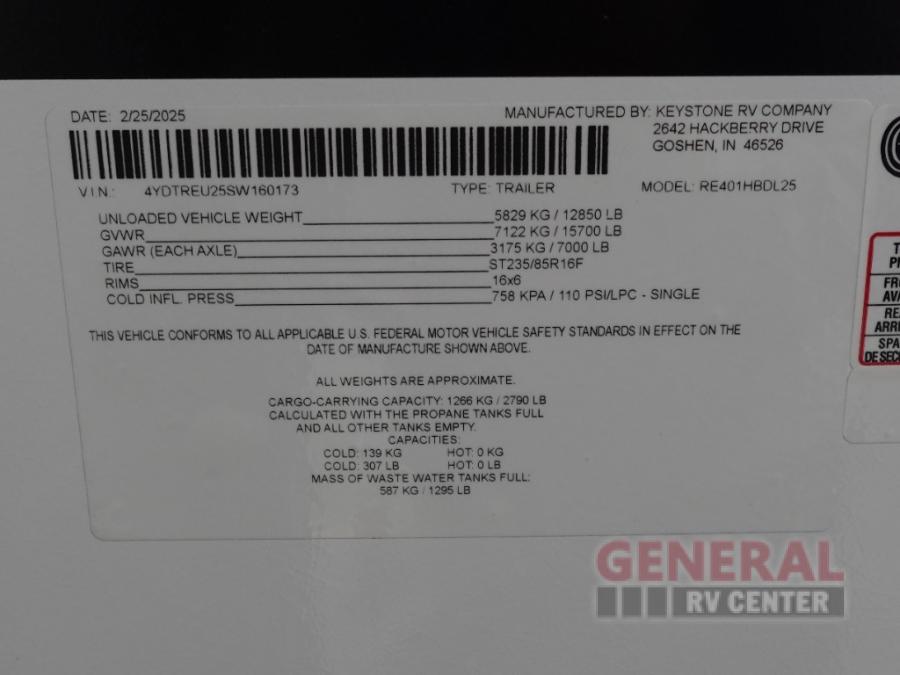 DATE: 2/25/2025
MANUFACTURED BY: KEYSTONE RV COMPANY
2642 HACKBERRY DRIVE
GOSHEN, IN 46526
V.I.N.: 4YDTREU25SW160173 TYPE: TRAILER MODEL: RE401HBDL25
UNLOADED VEHICLE WEIGHT 5829 KG / 12850 LB
GVWR 7122 KG / 15700 LB
GAWR (EACH AXLE) 3175 KG / 7000 LB
TIRE ST235/85R16F
RIMS 16x6
COLD INFL. PRESS 758 KPA / 110 PSI/LPC - SINGLE
THIS VEHICLE CONFORMS TO ALL APPLICABLE U.S. FEDERAL MOTOR VEHICLE SAFETY STANDARDS IN EFFECT ON THE
DATE OF MANUFACTURE SHOWN ABOVE.
ALL WEIGHTS ARE APPROXIMATE.
CARGO-CARRYING CAPACITY: 1266 KG / 2790 LB
CALCULATED WITH THE PROPANE TANKS FULL
AND ALL OTHER TANKS EMPTY.
CAPACITIES:
COLD: 139 KG HOT: 0 KG
COLD: 307 LB HOT: 0 LB
MASS OF WASTE WATER TANKS FULL:
587 KG / 1295 LB
GENERAL
RV CENTER